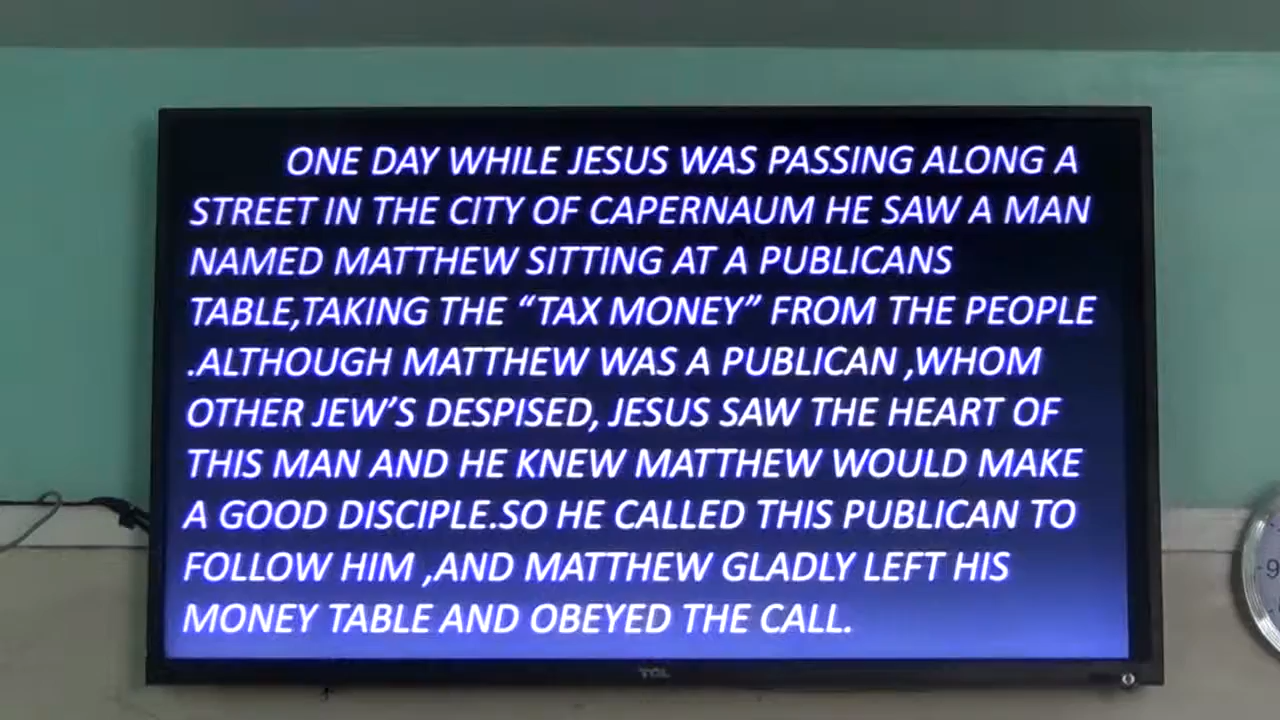 ONE DAY WHILE JESUS WAS PASSING ALONG A
STREET IN THE CITY OF CAPERNAUM HE SAW A MAN
NAMED MATTHEW SITTING AT A PUBLICANS
TABLE,TAKING THE “TAX MONEY” FROM THE PEOPLE
.ALTHOUGH MATTHEW WAS A PUBLICAN ,WHOM
OTHER JEW’S DESPISED, JESUS SAW THE HEART OF
THIS MAN AND HE KNEW MATTHEW WOULD MAKE
A GOOD DISCIPLE.SO HE CALLED THIS PUBLICAN TO
FOLLOW HIM ,AND MATTHEW GLADLY LEFT HIS
MONEY TABLE AND OBEYED THE CALL.
TCL
9